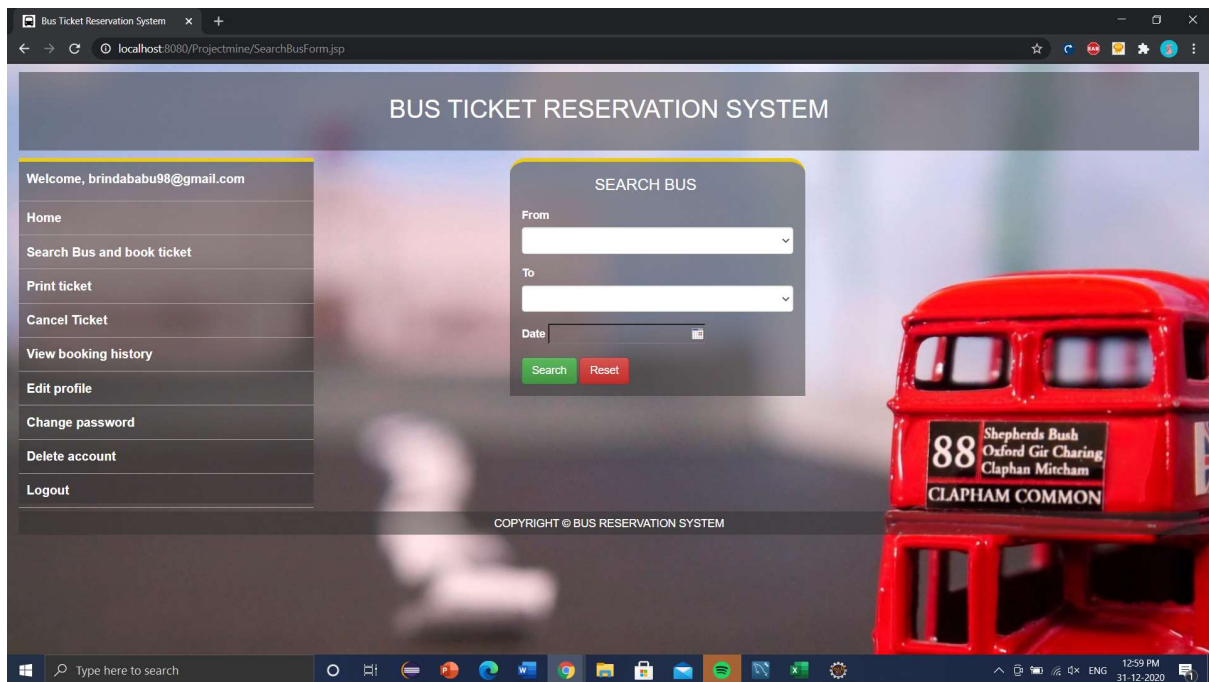 Bus Ticket Reservation System
localhost:8080/Projectmine/SearchBusForm.jsp
BUS TICKET RESERVATION SYSTEM
Welcome, brindababu98@gmail.com
Home
Search Bus and book ticket
Print ticket
Cancel Ticket
View booking history
Edit profile
Change password
Delete account
Logout
SEARCH BUS
From
To
Date
Search Reset
88
Shepherds Bush
Oxford Gir Charing
Claphan Mitcham
CLAPHAM COMMON
COPYRIGHT © BUS RESERVATION SYSTEM
Type here to search
ENG
12:59 PM
31-12-2020